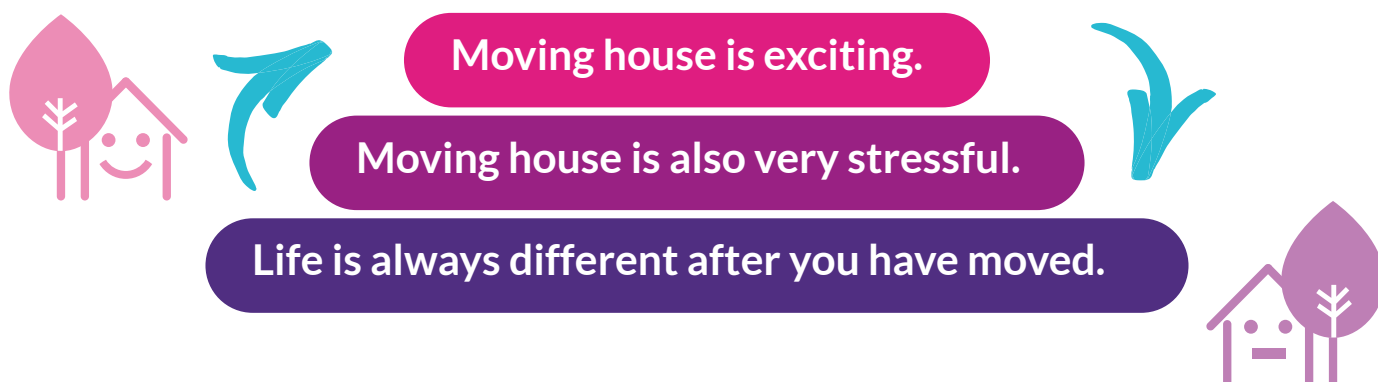 Moving house is exciting.
Moving house is also very stressful.
Life is always different after you have moved.